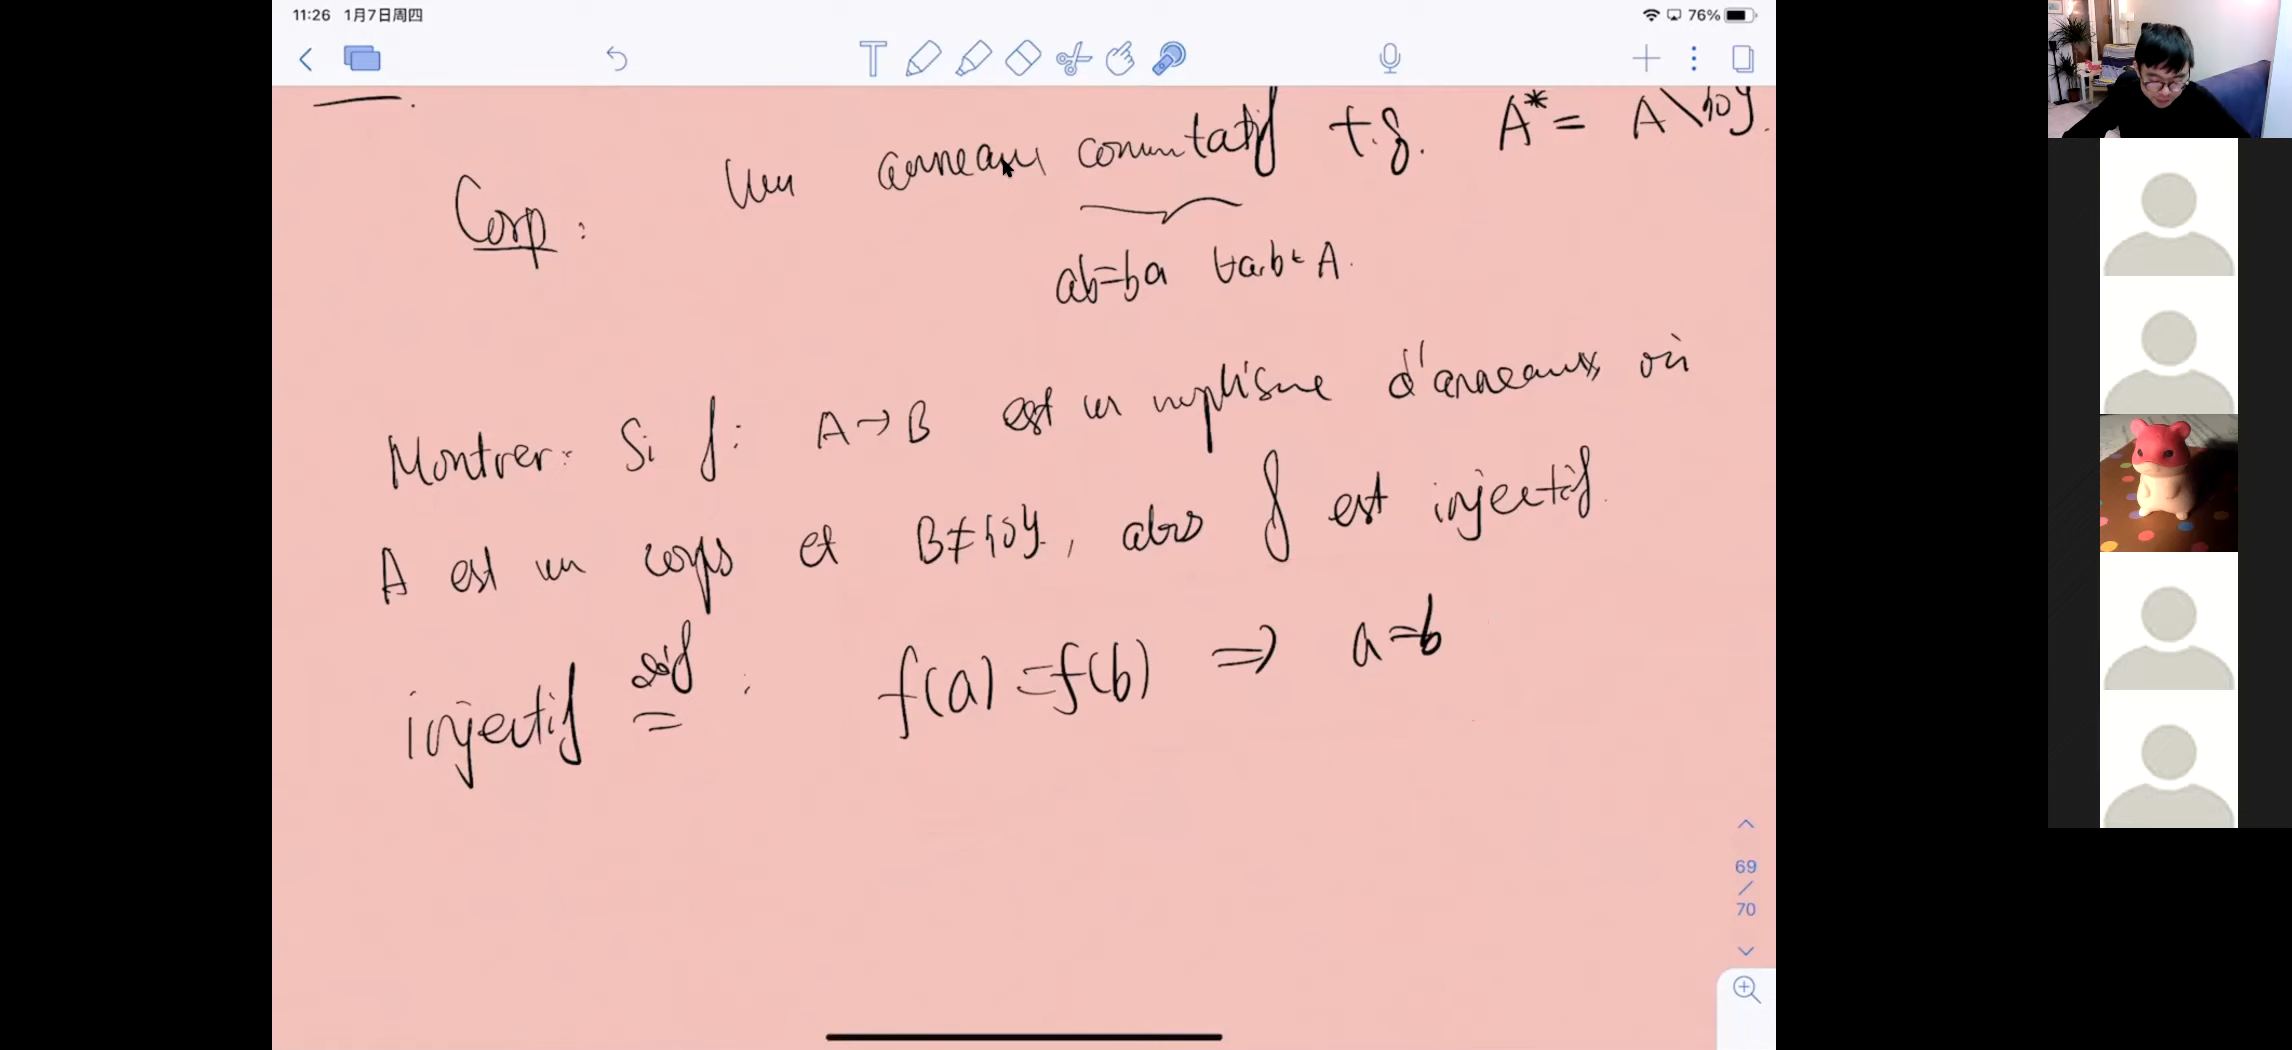 11:26 1月7日周四
76%
Corp : Un anneau commutatif t.q. A* = A\{0}.
ab=ba ∀a,b∈A.
Montrer: Si f: A→B est un morphisme d'anneaux où
A est un corps et B≠{0}, alors f est injectif.
injectif déf = : f(a)=f(b) ⇒ a=b
69
/
70